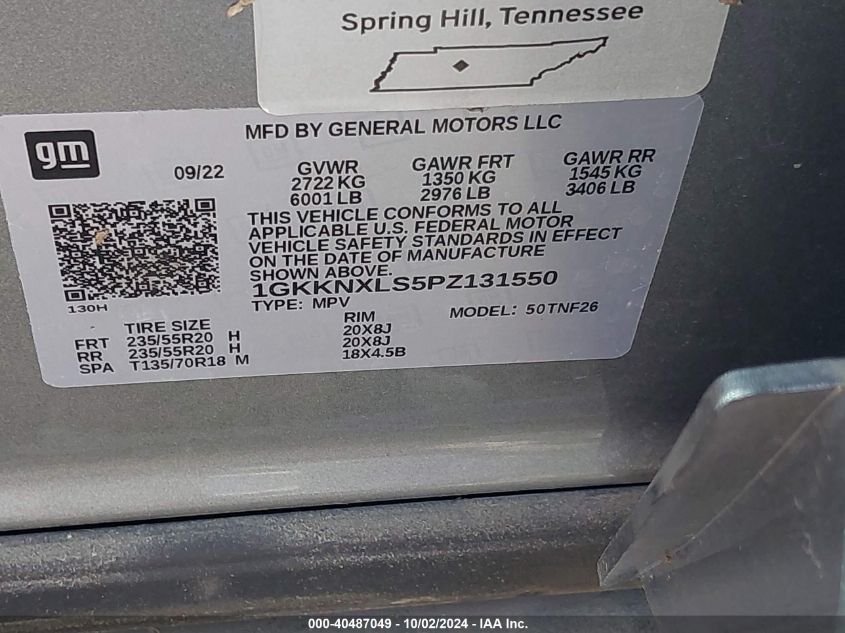 Spring Hill, Tennessee
MFD BY GENERAL MOTORS LLC
gm
09/22
GVWR
2722 KG
6001 LB
GAWR FRT
1350 KG
2976 LB
GAWR RR
1545 KG
3406 LB
THIS VEHICLE CONFORMS TO ALL
APPLICABLE U.S. FEDERAL MOTOR
VEHICLE SAFETY STANDARDS IN EFFECT
ON THE DATE OF MANUFACTURE
SHOWN ABOVE.
1GKKNXLS5PZ131550
130H
TYPE: MPV
MODEL: 50TNF26
TIRE SIZE
RIM
FRT 235/55R20 H 20X8J
RR 235/55R20 H 20X8J
SPA T135/70R18 M 18X4.5B
000-40487049 - 10/02/2024 - IAA Inc.